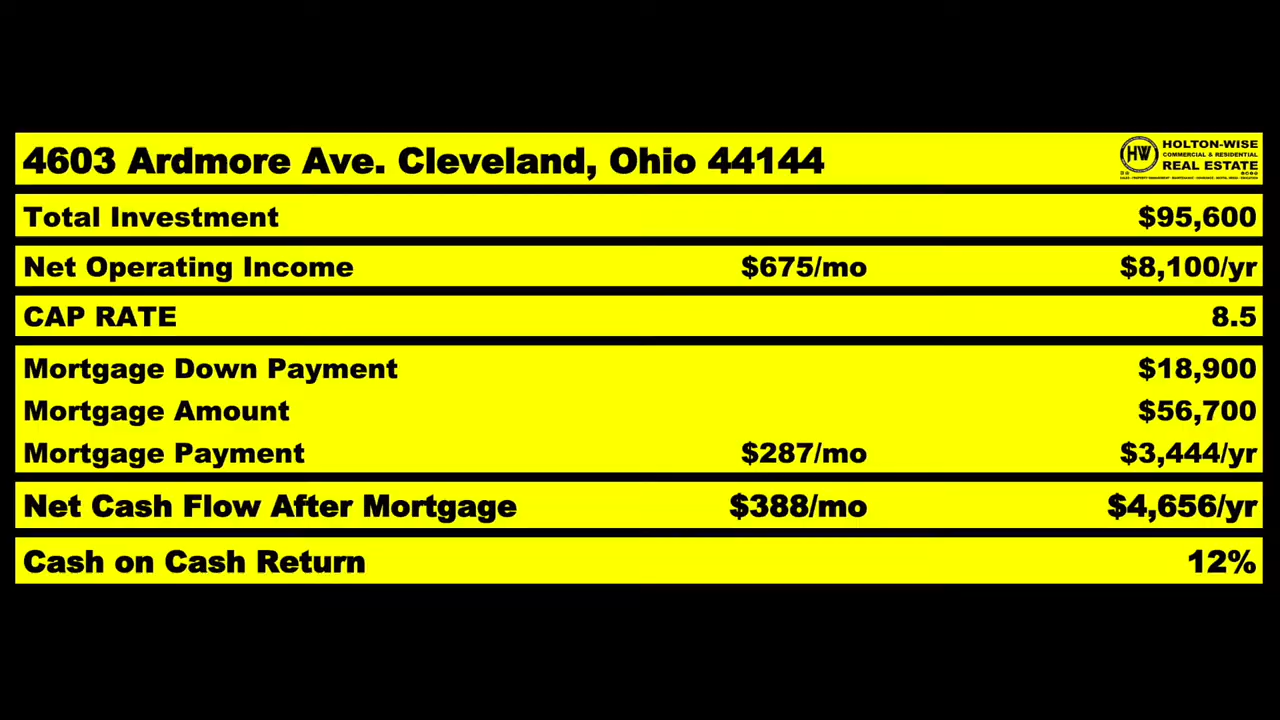 4603 Ardmore Ave. Cleveland, Ohio 44144
HW
HOLTON-WISE
COMMERCIAL & RESIDENTIAL
REAL ESTATE
Total Investment $95,600
Net Operating Income $675/mo $8,100/yr
CAP RATE 8.5
Mortgage Down Payment $18,900
Mortgage Amount $56,700
Mortgage Payment $287/mo $3,444/yr
Net Cash Flow After Mortgage $388/mo $4,656/yr
Cash on Cash Return 12%